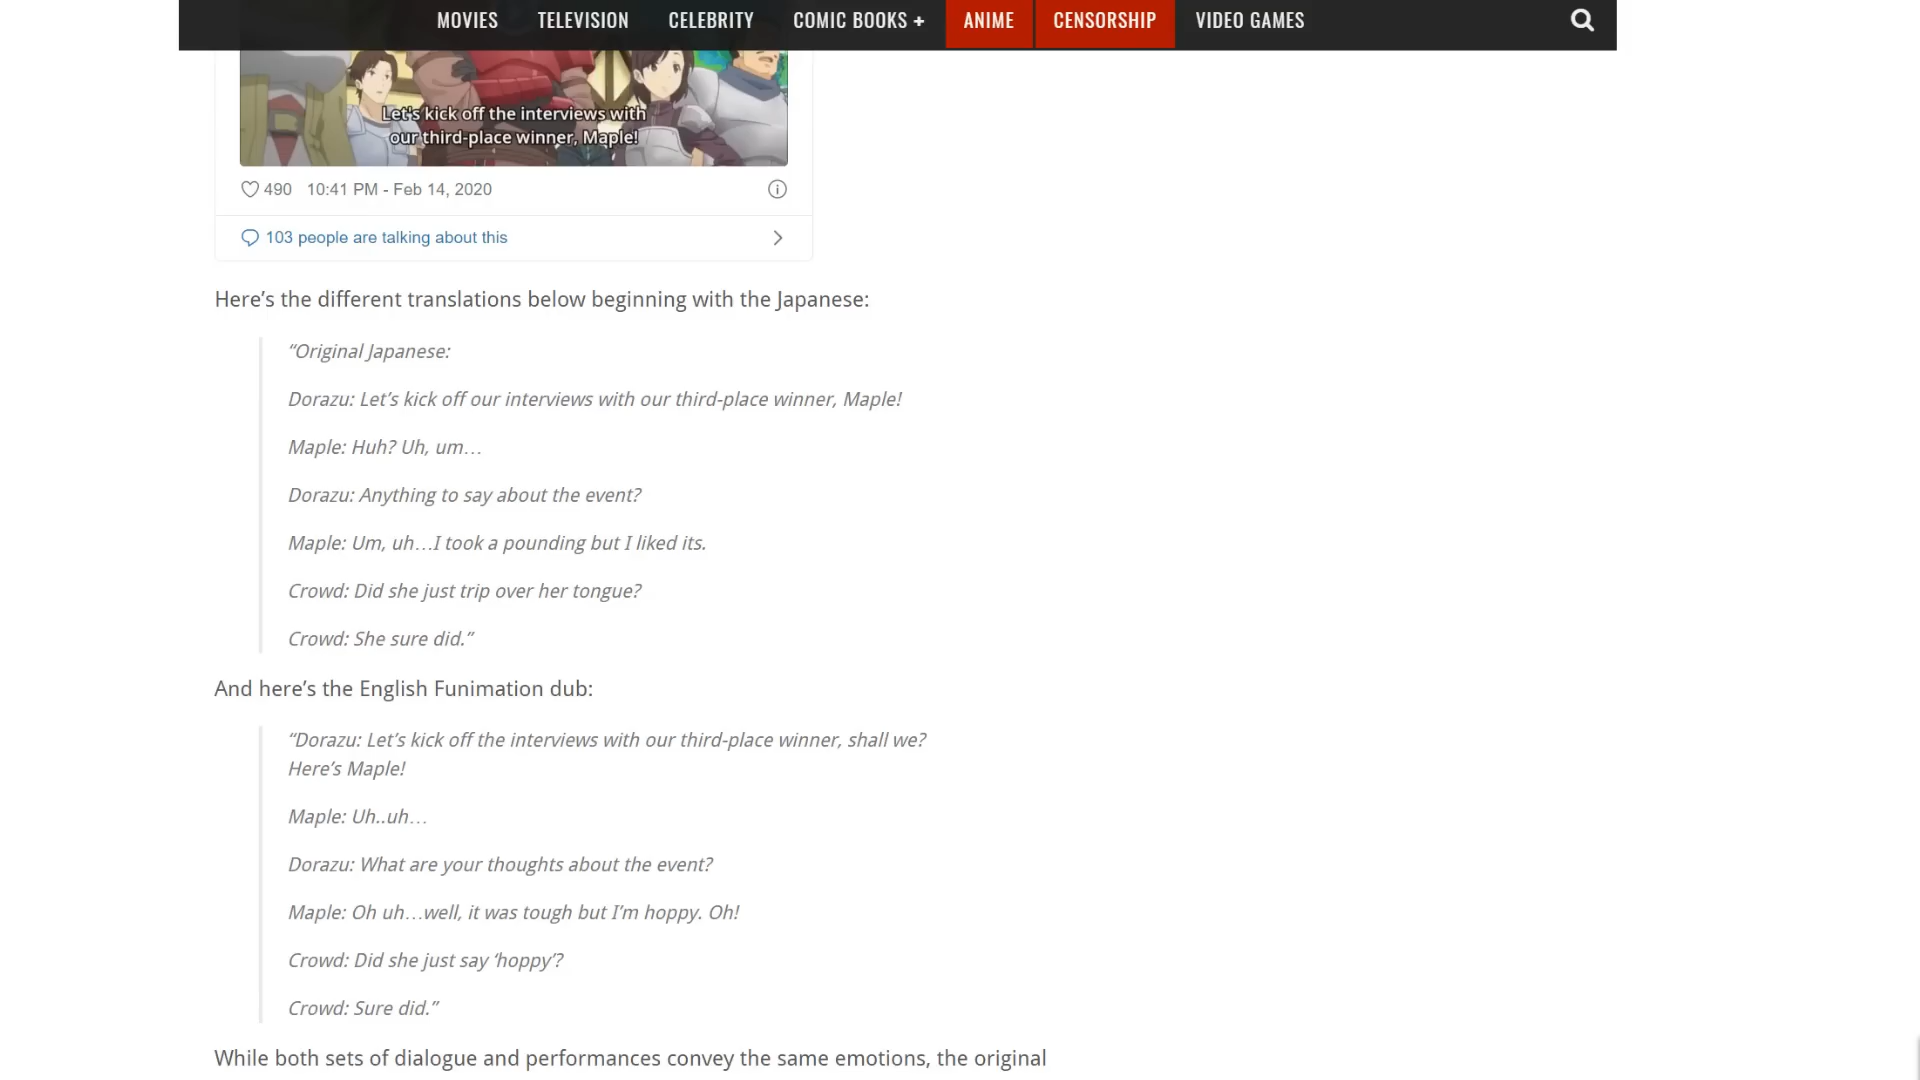 MOVIES TELEVISION CELEBRITY COMIC BOOKS + ANIME CENSORSHIP VIDEO GAMES
Let's kick off the interviews with
our third-place winner, Maple!
490 10:41 PM - Feb 14, 2020
103 people are talking about this
Here’s the different translations below beginning with the Japanese:
“Original Japanese:
Dorazu: Let’s kick off our interviews with our third-place winner, Maple!
Maple: Huh? Uh, um…
Dorazu: Anything to say about the event?
Maple: Um, uh…I took a pounding but I liked its.
Crowd: Did she just trip over her tongue?
Crowd: She sure did.”
And here’s the English Funimation dub:
“Dorazu: Let’s kick off the interviews with our third-place winner, shall we?
Here’s Maple!
Maple: Uh..uh…
Dorazu: What are your thoughts about the event?
Maple: Oh uh…well, it was tough but I’m hoppy. Oh!
Crowd: Did she just say ‘hoppy’?
Crowd: Sure did.”
While both sets of dialogue and performances convey the same emotions, the original